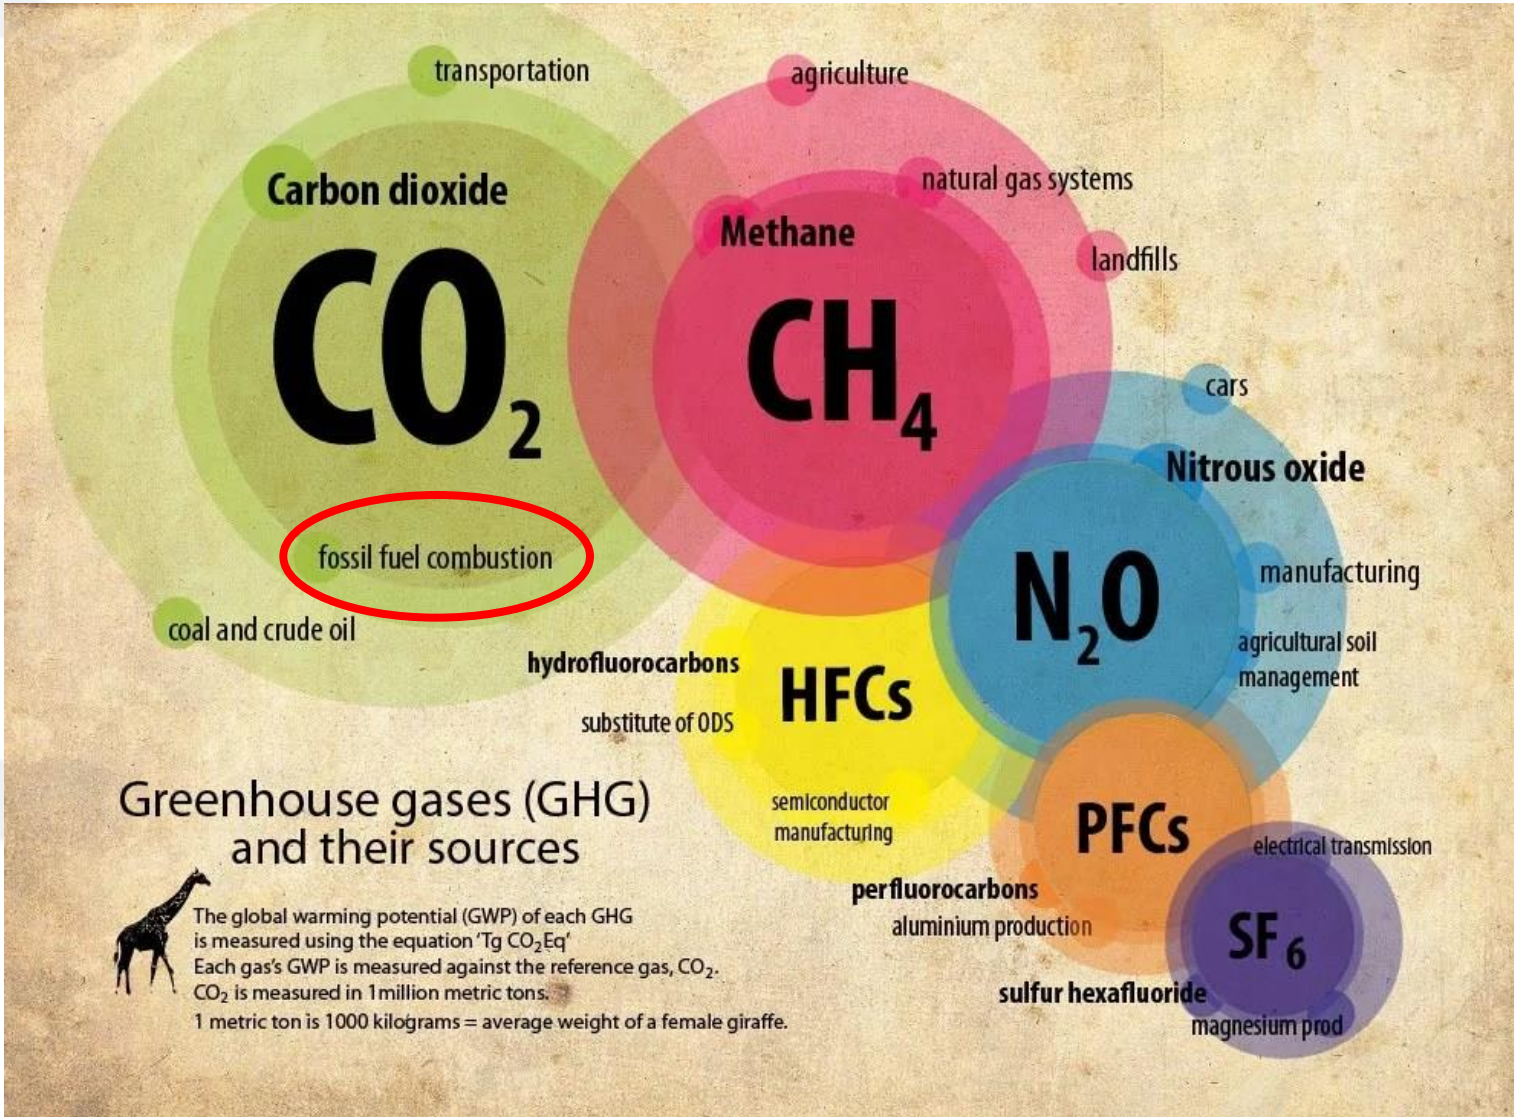 transportation
Carbon dioxide
CO₂
fossil fuel combustion
coal and crude oil
agriculture
natural gas systems
Methane
landfills
CH₄
cars
Nitrous oxide
N₂O
manufacturing
agricultural soil
management
hydrofluorocarbons
HFCs
substitute of ODS
semiconductor
manufacturing
PFCs
perfluorocarbons
aluminium production
electrical transmission
SF₆
sulfur hexafluoride
magnesium prod
Greenhouse gases (GHG)
and their sources
The global warming potential (GWP) of each GHG
is measured using the equation 'Tg CO₂Eq'
Each gas's GWP is measured against the reference gas, CO₂.
CO₂ is measured in 1million metric tons.
1 metric ton is 1000 kilograms = average weight of a female giraffe.